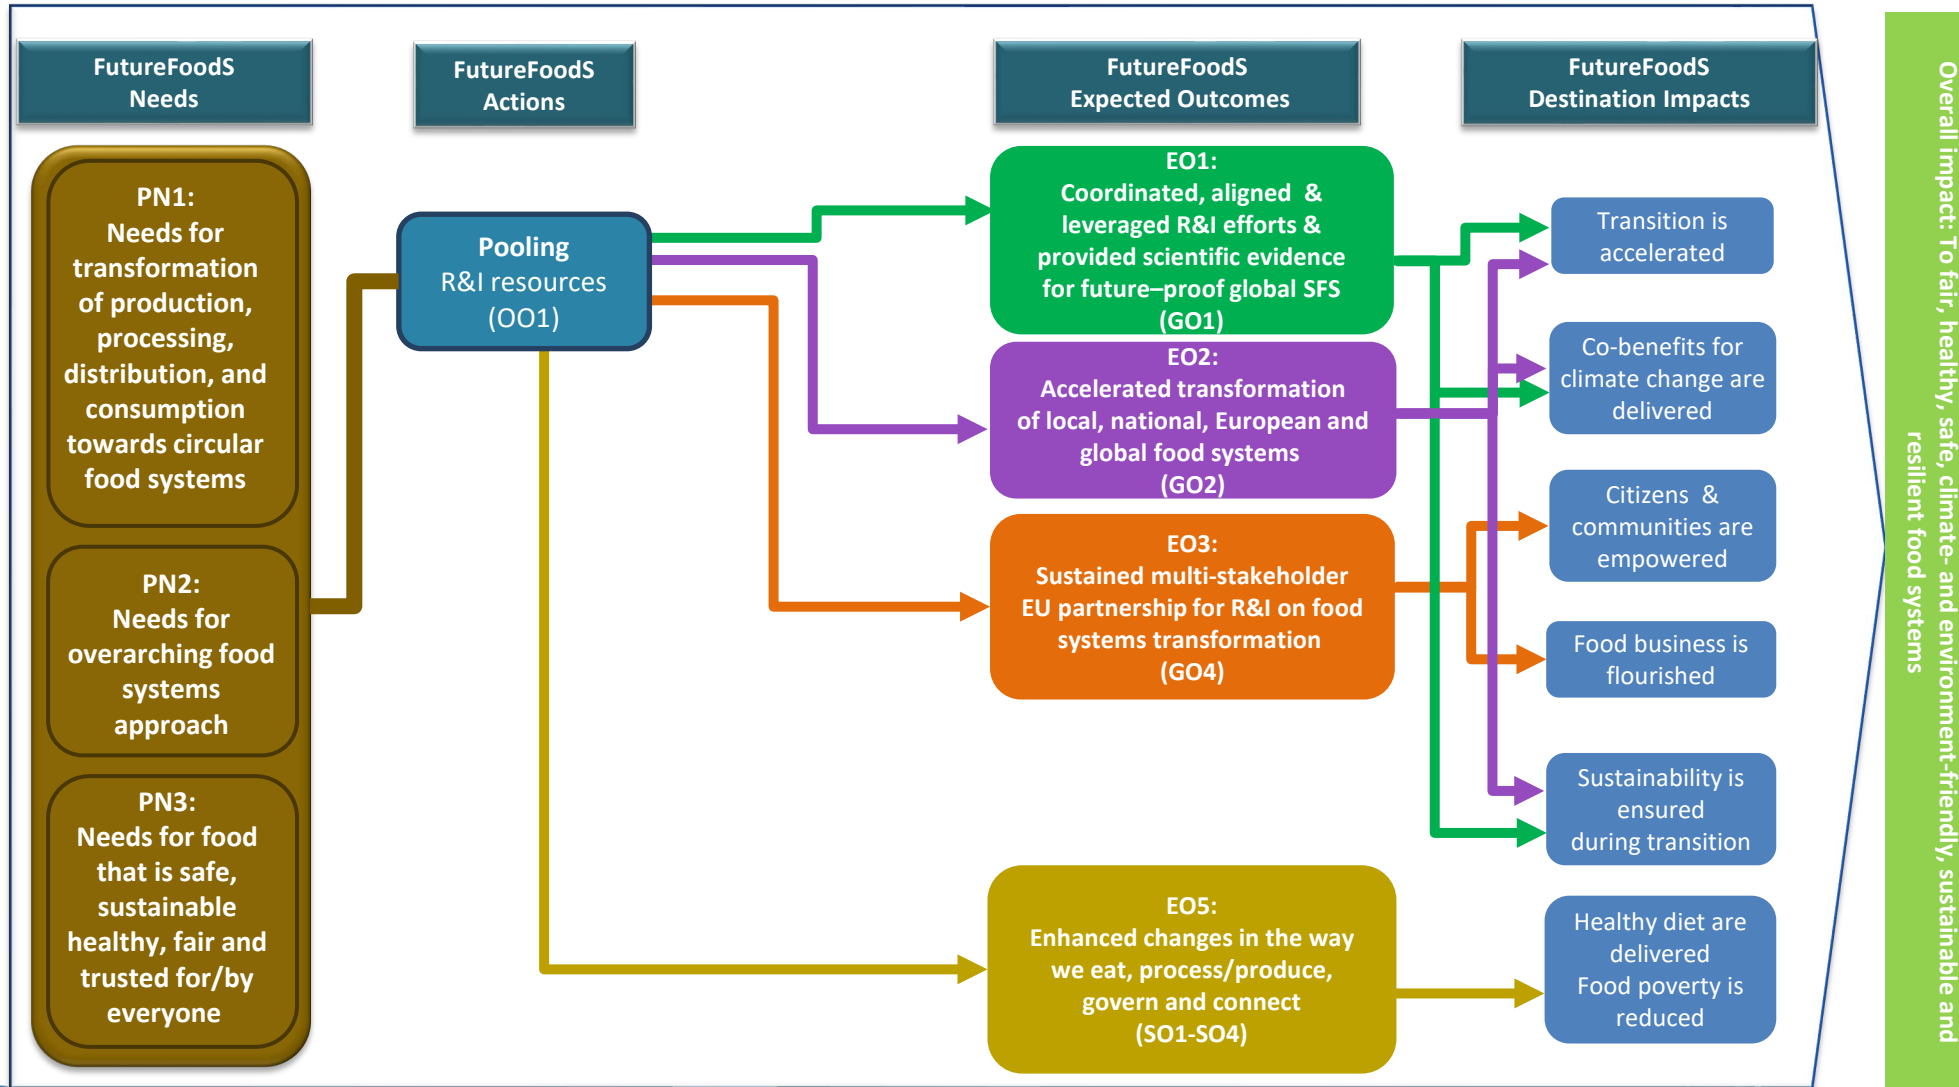 FutureFoodS
Needs
FutureFoodS
Actions
FutureFoodS
Expected Outcomes
FutureFoodS
Destination Impacts
PN1:
Needs for
transformation
of production,
processing,
distribution, and
consumption
towards circular
food systems
PN2:
Needs for
overarching food
systems
approach
PN3:
Needs for food
that is safe,
sustainable
healthy, fair and
trusted for/by
everyone
Pooling
R&I resources
(OO1)
EO1:
Coordinated, aligned & 
leveraged R&I efforts &
provided scientific evidence
for future–proof global SFS
(GO1)
EO2:
Accelerated transformation
of local, national, European and
global food systems
(GO2)
EO3:
Sustained multi-stakeholder
EU partnership for R&I on food
systems transformation
(GO4)
EO5:
Enhanced changes in the way
we eat, process/produce,
govern and connect
(SO1-SO4)
Transition is
accelerated
Co-benefits for
climate change are
delivered
Citizens &
communities are
empowered
Food business is
flourished
Sustainability is
ensured
during transition
Healthy diet are
delivered
Food poverty is
reduced
Overall impact: To fair, healthy, safe, climate- and environment-friendly, sustainable and
resilient food systems